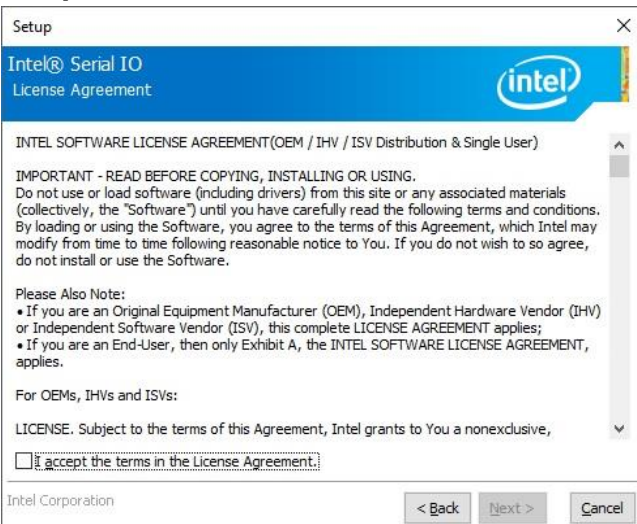 Setup
Intel® Serial IO
License Agreement
intel
INTEL SOFTWARE LICENSE AGREEMENT(OEM / IHV / ISV Distribution & Single User)
IMPORTANT - READ BEFORE COPYING, INSTALLING OR USING.
Do not use or load software (including drivers) from this site or any associated materials
(collectively, the "Software") until you have carefully read the following terms and conditions.
By loading or using the Software, you agree to the terms of this Agreement, which Intel may
modify from time to time following reasonable notice to You. If you do not wish to so agree,
do not install or use the Software.
Please Also Note:
• If you are an Original Equipment Manufacturer (OEM), Independent Hardware Vendor (IHV)
or Independent Software Vendor (ISV), this complete LICENSE AGREEMENT applies;
• If you are an End-User, then only Exhibit A, the INTEL SOFTWARE LICENSE AGREEMENT,
applies.
For OEMs, IHVs and ISVs:
LICENSE. Subject to the terms of this Agreement, Intel grants to You a nonexclusive,
I accept the terms in the License Agreement.
Intel Corporation
< Back Next > Cancel